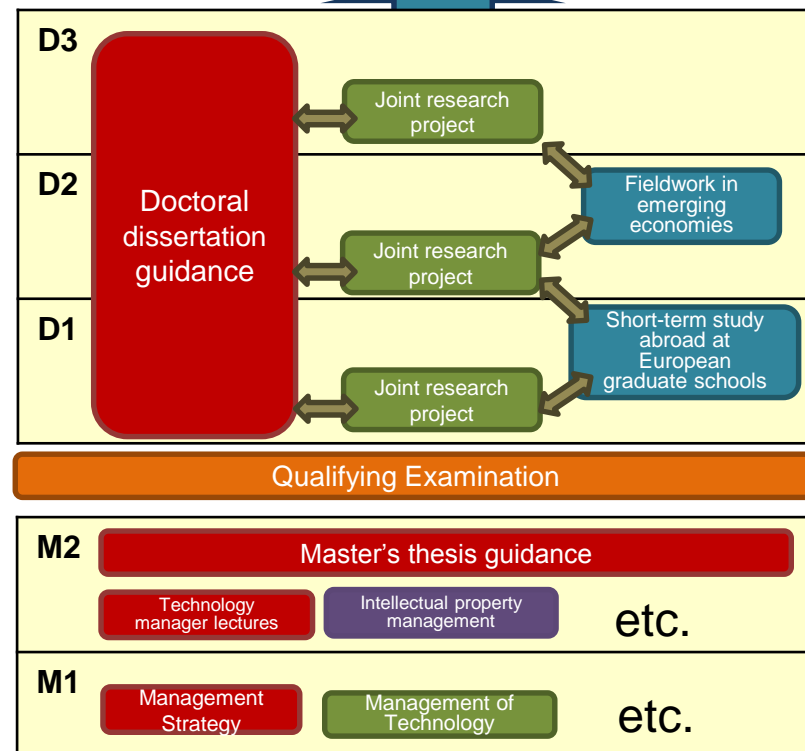 D3
Joint research
project
D2
Doctoral
dissertation
guidance
Fieldwork in
emerging
economies
Joint research
project
D1
Short-term study
abroad at
European
graduate schools
Joint research
project
Qualifying Examination
M2
Master’s thesis guidance
Technology
manager lectures
Intellectual property
management
etc.
M1
Management
Strategy
Management of
Technology
etc.